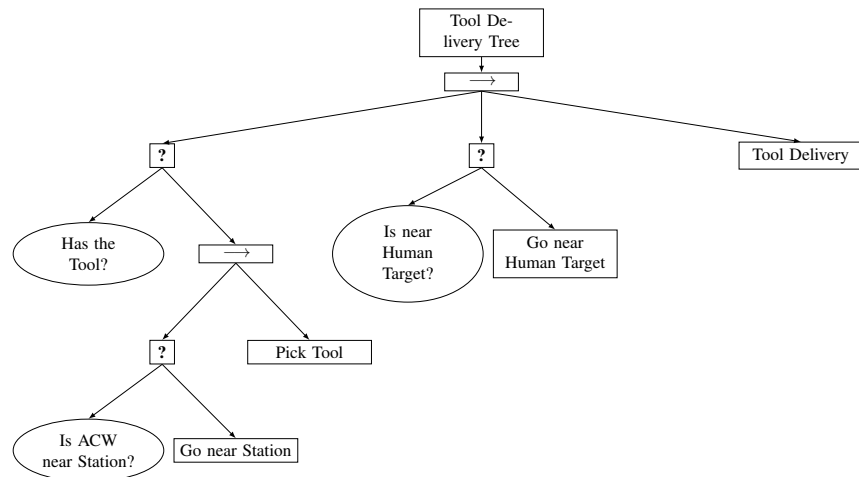 Tool De-
livery Tree
⟶
?
?
Tool Delivery
Has the
Tool?
⟶
Is near
Human
Target?
Go near
Human Target
?
Pick Tool
Is ACW
near Station?
Go near Station